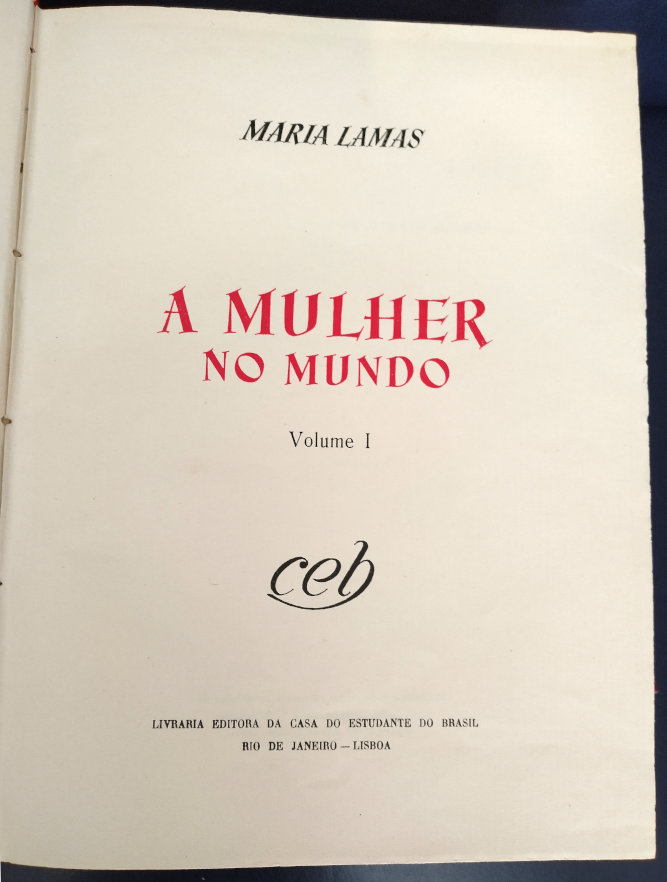 MARIA LAMAS
A MULHER
NO MUNDO
Volume I
ceb
LIVRARIA EDITORA DA CASA DO ESTUDANTE DO BRASIL
RIO DE JANEIRO — LISBOA